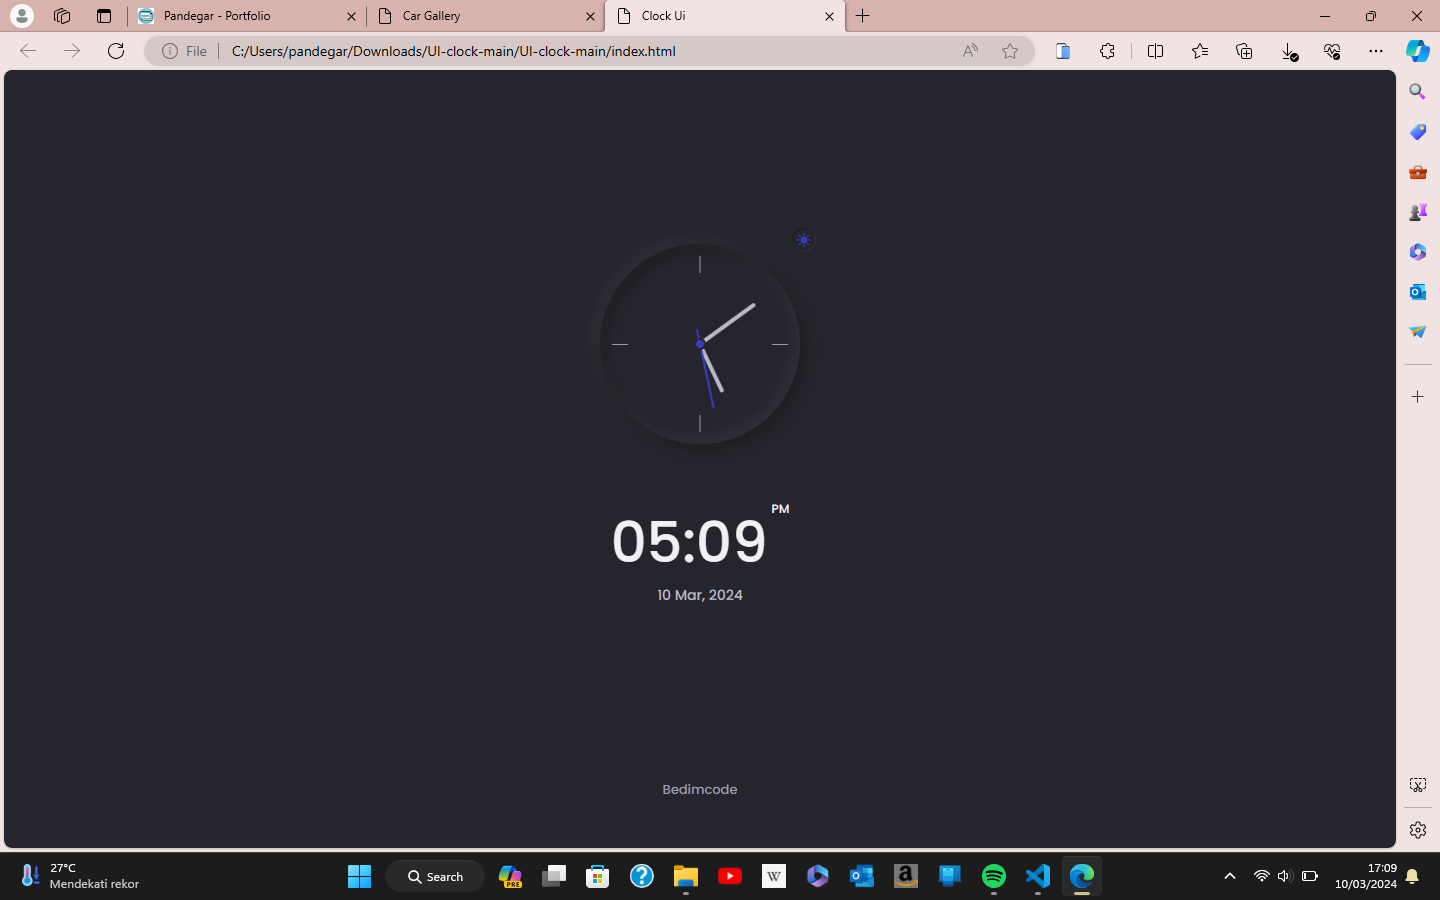 Pandegar - Portfolio
Car Gallery
Clock Ui
File
C:/Users/pandegar/Downloads/UI-clock-main/UI-clock-main/index.html
PM
05:09
10 Mar, 2024
Bedimcode
27°C
Mendekati rekor
Search
PRE
W
a
17:09
10/03/2024